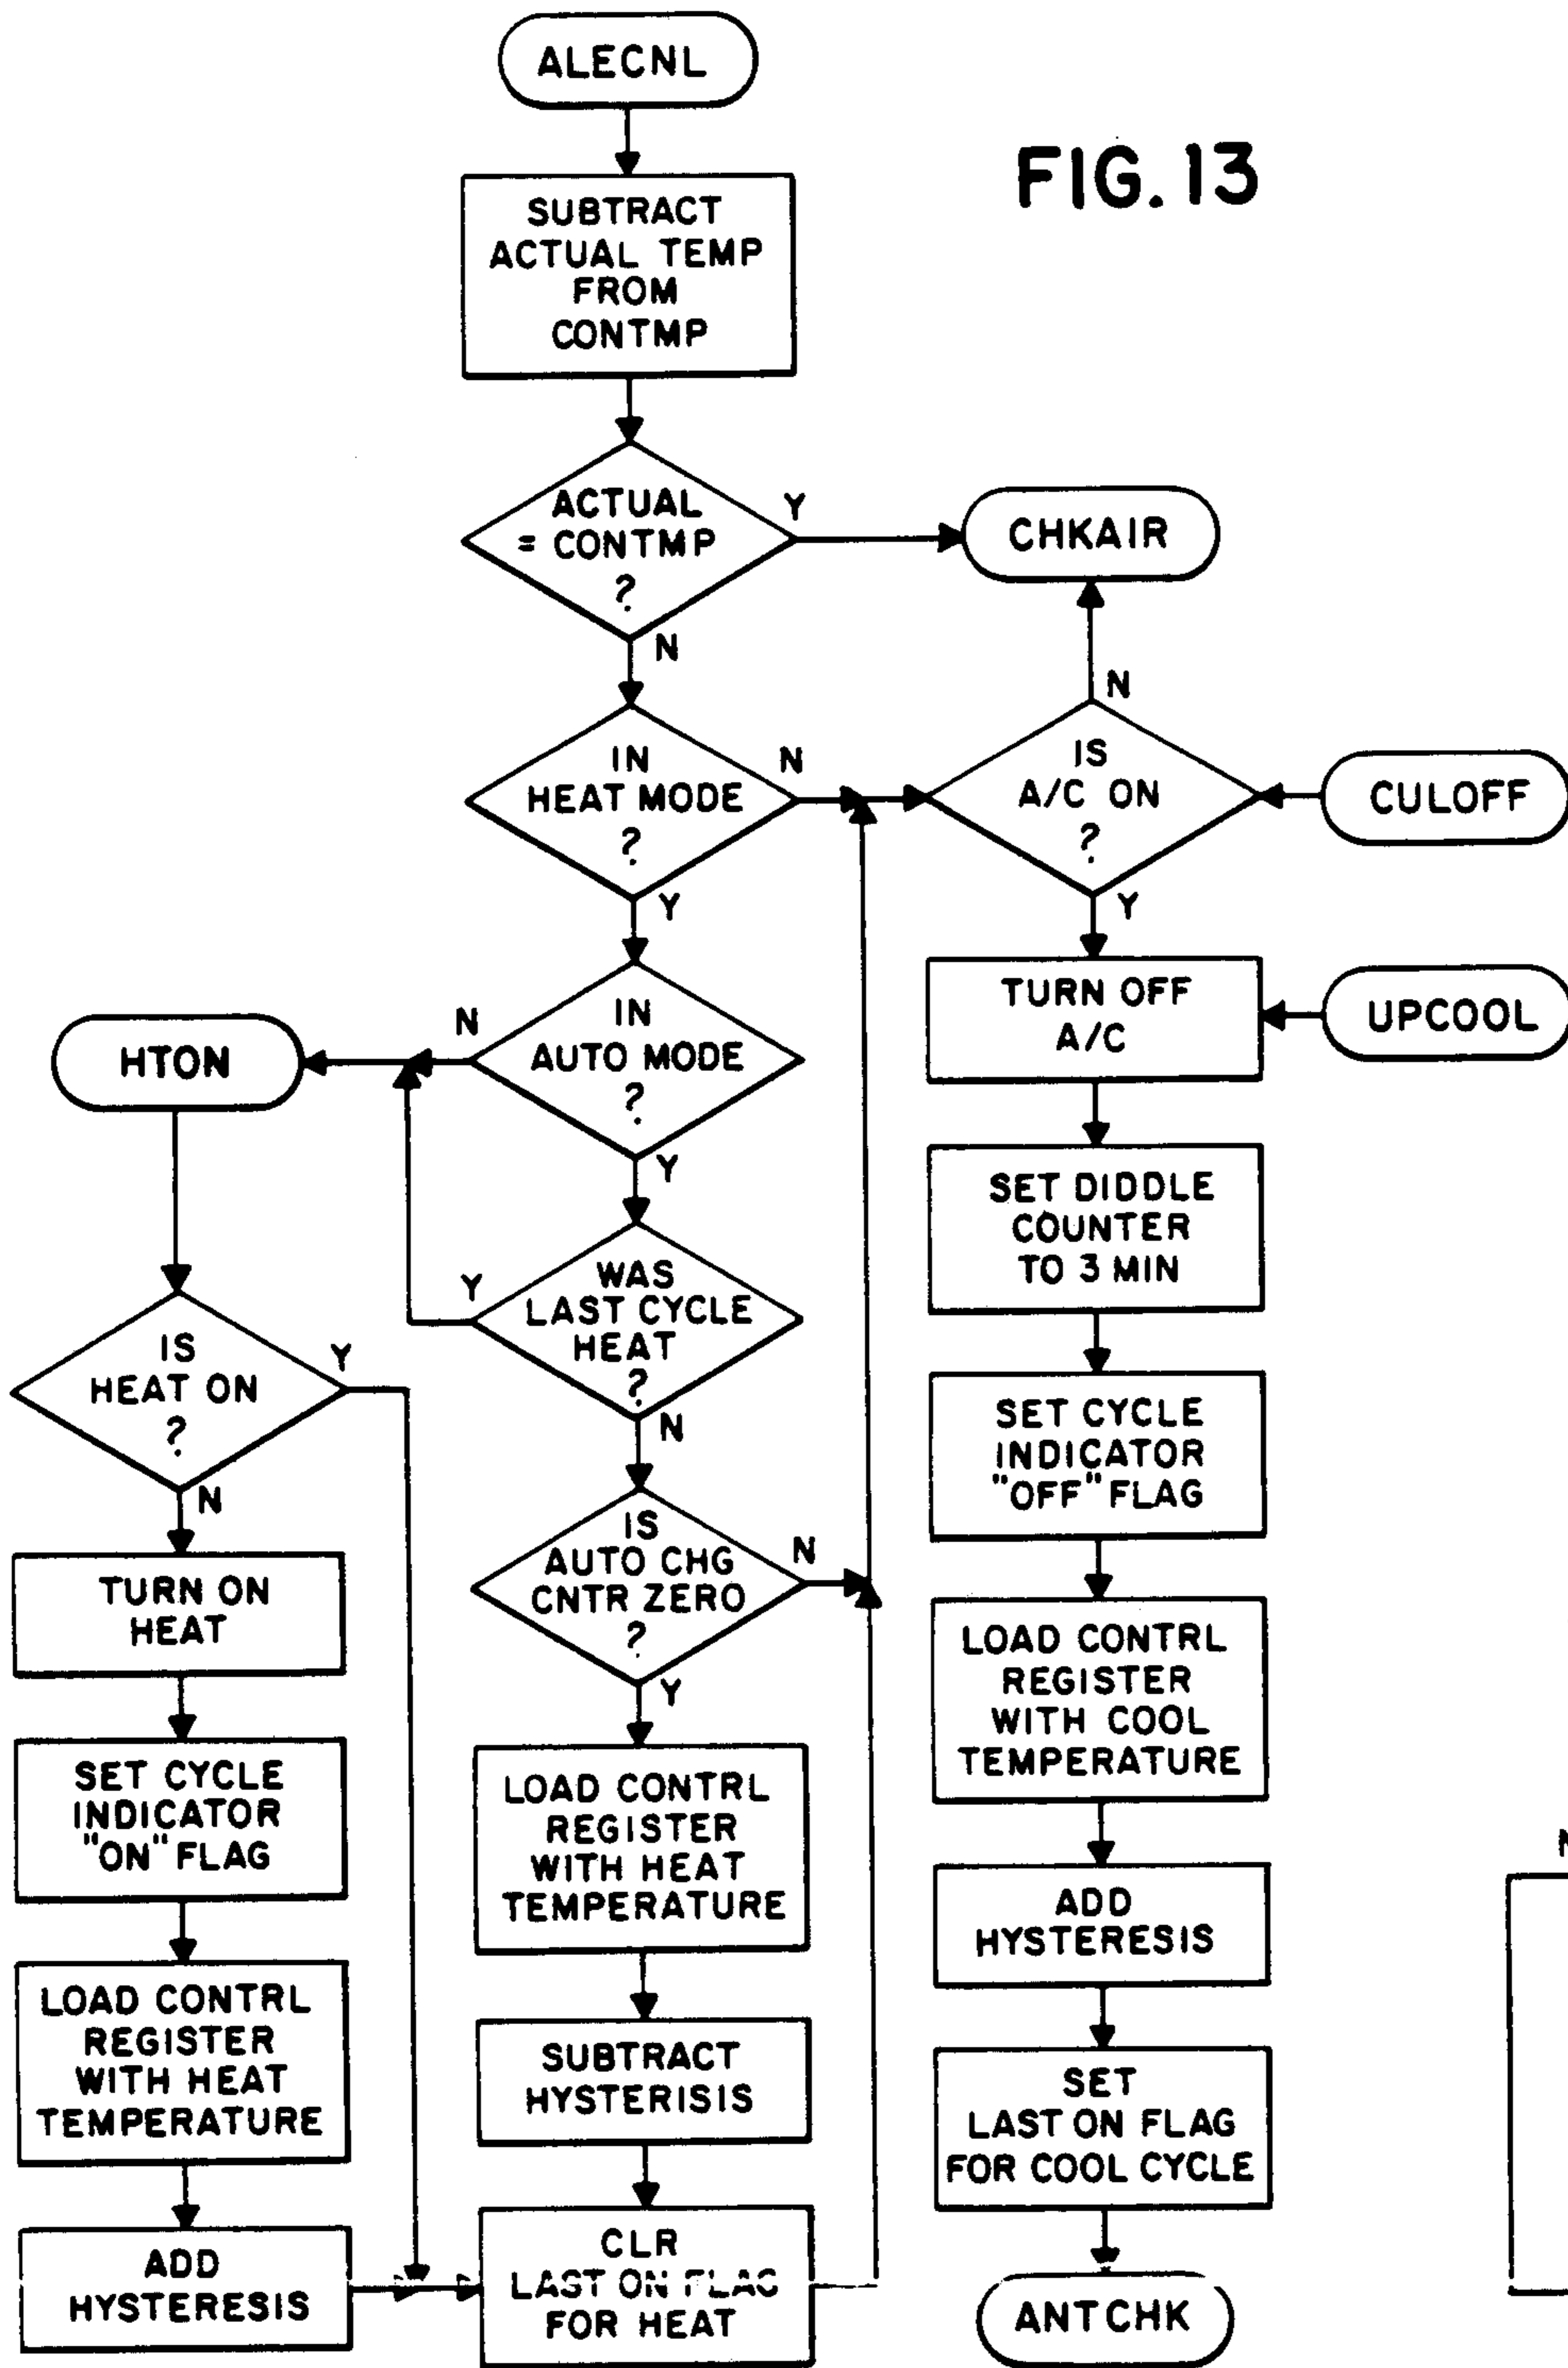 ALECNL
FIG. 13
SUBTRACT
ACTUAL TEMP
FROM
CONTMP
ACTUAL
= CONTMP
?
Y
N
CHKAIR
IN
HEAT MODE
?
N
Y
N
IS
A/C ON
?
Y
CULOFF
IN
AUTO MODE
?
N
Y
HTON
TURN OFF
A/C
UPCOOL
WAS
LAST CYCLE
HEAT
?
Y
N
SET DIDDLE
COUNTER
TO 3 MIN
IS
HEAT ON
?
Y
N
SET CYCLE
INDICATOR
"OFF" FLAG
IS
AUTO CHG
CNTR ZERO
?
N
Y
TURN ON
HEAT
LOAD CONTRL
REGISTER
WITH COOL
TEMPERATURE
SET CYCLE
INDICATOR
"ON" FLAG
LOAD CONTRL
REGISTER
WITH HEAT
TEMPERATURE
ADD
HYSTERESIS
N
LOAD CONTRL
REGISTER
WITH HEAT
TEMPERATURE
SUBTRACT
HYSTERISIS
SET
LAST ON FLAG
FOR COOL CYCLE
ADD
HYSTERESIS
CLR
LAST ON FLAG
FOR HEAT
ANTCHK